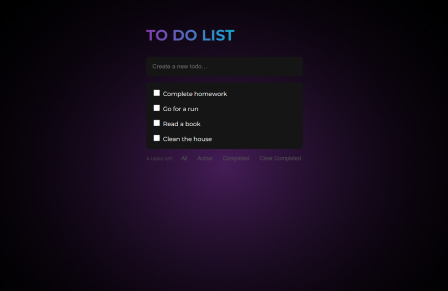 TO DO LIST
Create a new todo...
Complete homework
Go for a run
Read a book
Clean the house
4 tasks left All Active Completed Clear Completed